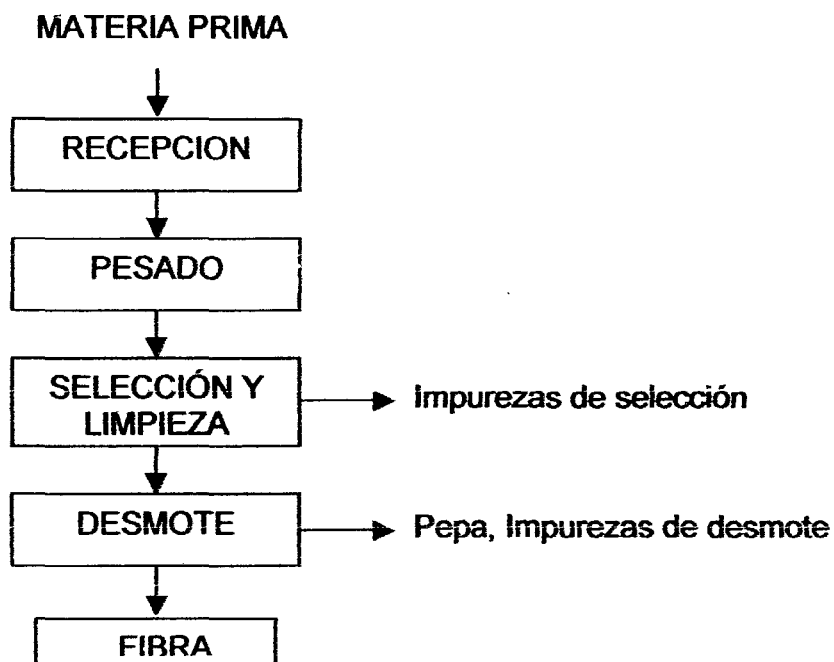 MATERIA PRIMA
RECEPCION
PESADO
SELECCIÓN Y
LIMPIEZA
Impurezas de selección
DESMOTE
Pepa, Impurezas de desmote
FIBRA